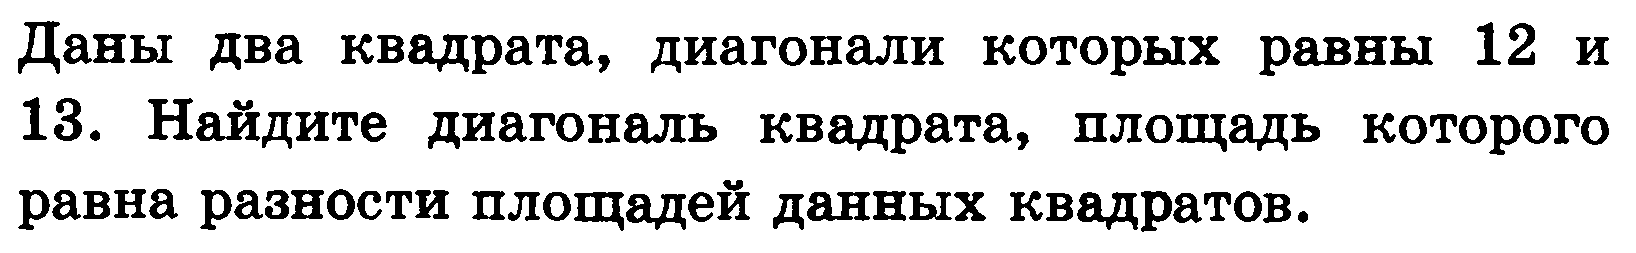 Даны два квадрата, диагонали которых равны 12 и
13. Найдите диагональ квадрата, площадь которого
равна разности площадей данных квадратов.